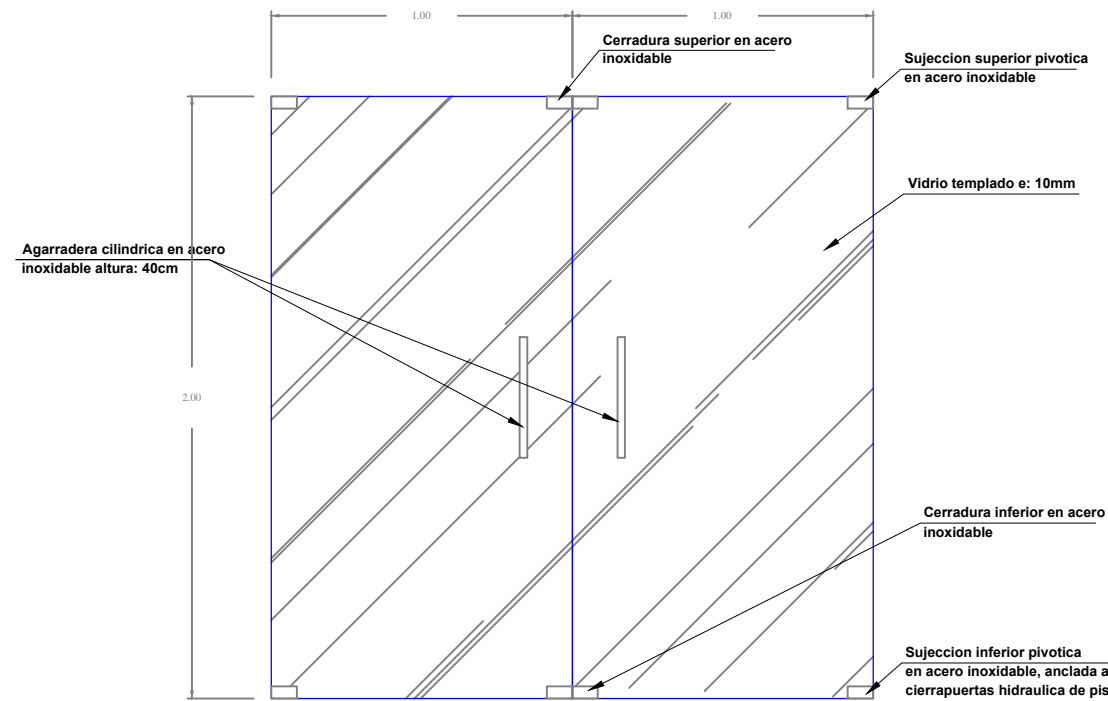 1.00
1.00
Cerradura superior en acero
inoxidable
Sujeccion superior pivotica
en acero inoxidable
Vidrio templado e: 10mm
Agarradera cilindrica en acero
inoxidable altura: 40cm
2.00
Cerradura inferior en acero
inoxidable
Sujeccion inferior pivotica
en acero inoxidable, anclada a
cierrapuertas hidraulica de pis